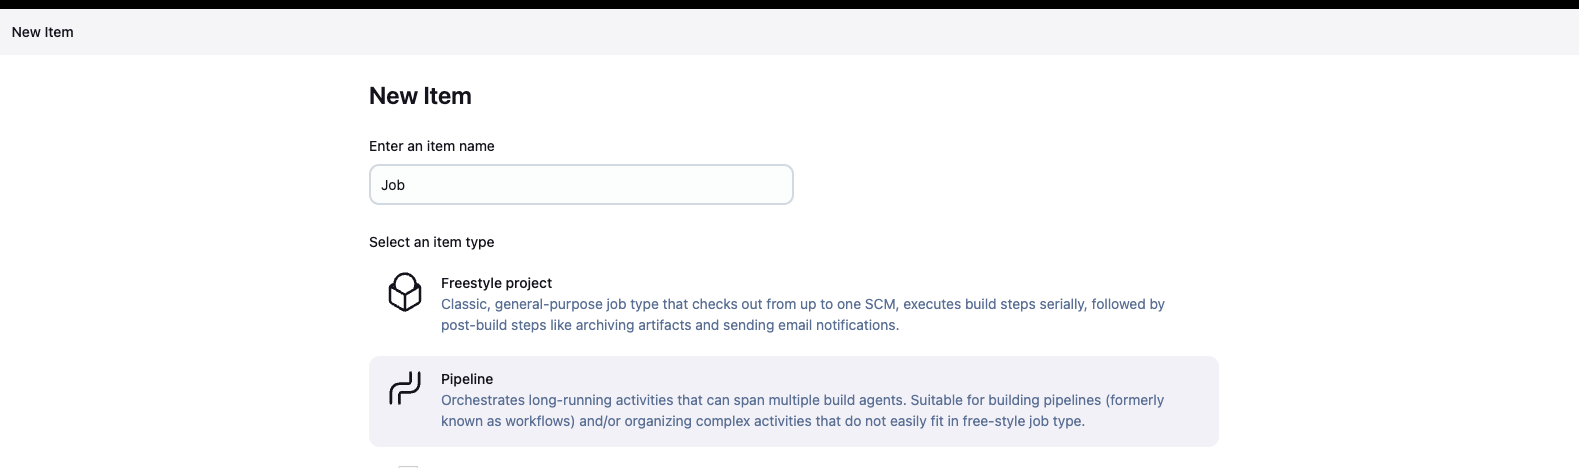 New Item
New Item
Enter an item name
Job
Select an item type
Freestyle project
Classic, general-purpose job type that checks out from up to one SCM, executes build steps serially, followed by
post-build steps like archiving artifacts and sending email notifications.
Pipeline
Orchestrates long-running activities that can span multiple build agents. Suitable for building pipelines (formerly
known as workflows) and/or organizing complex activities that do not easily fit in free-style job type.